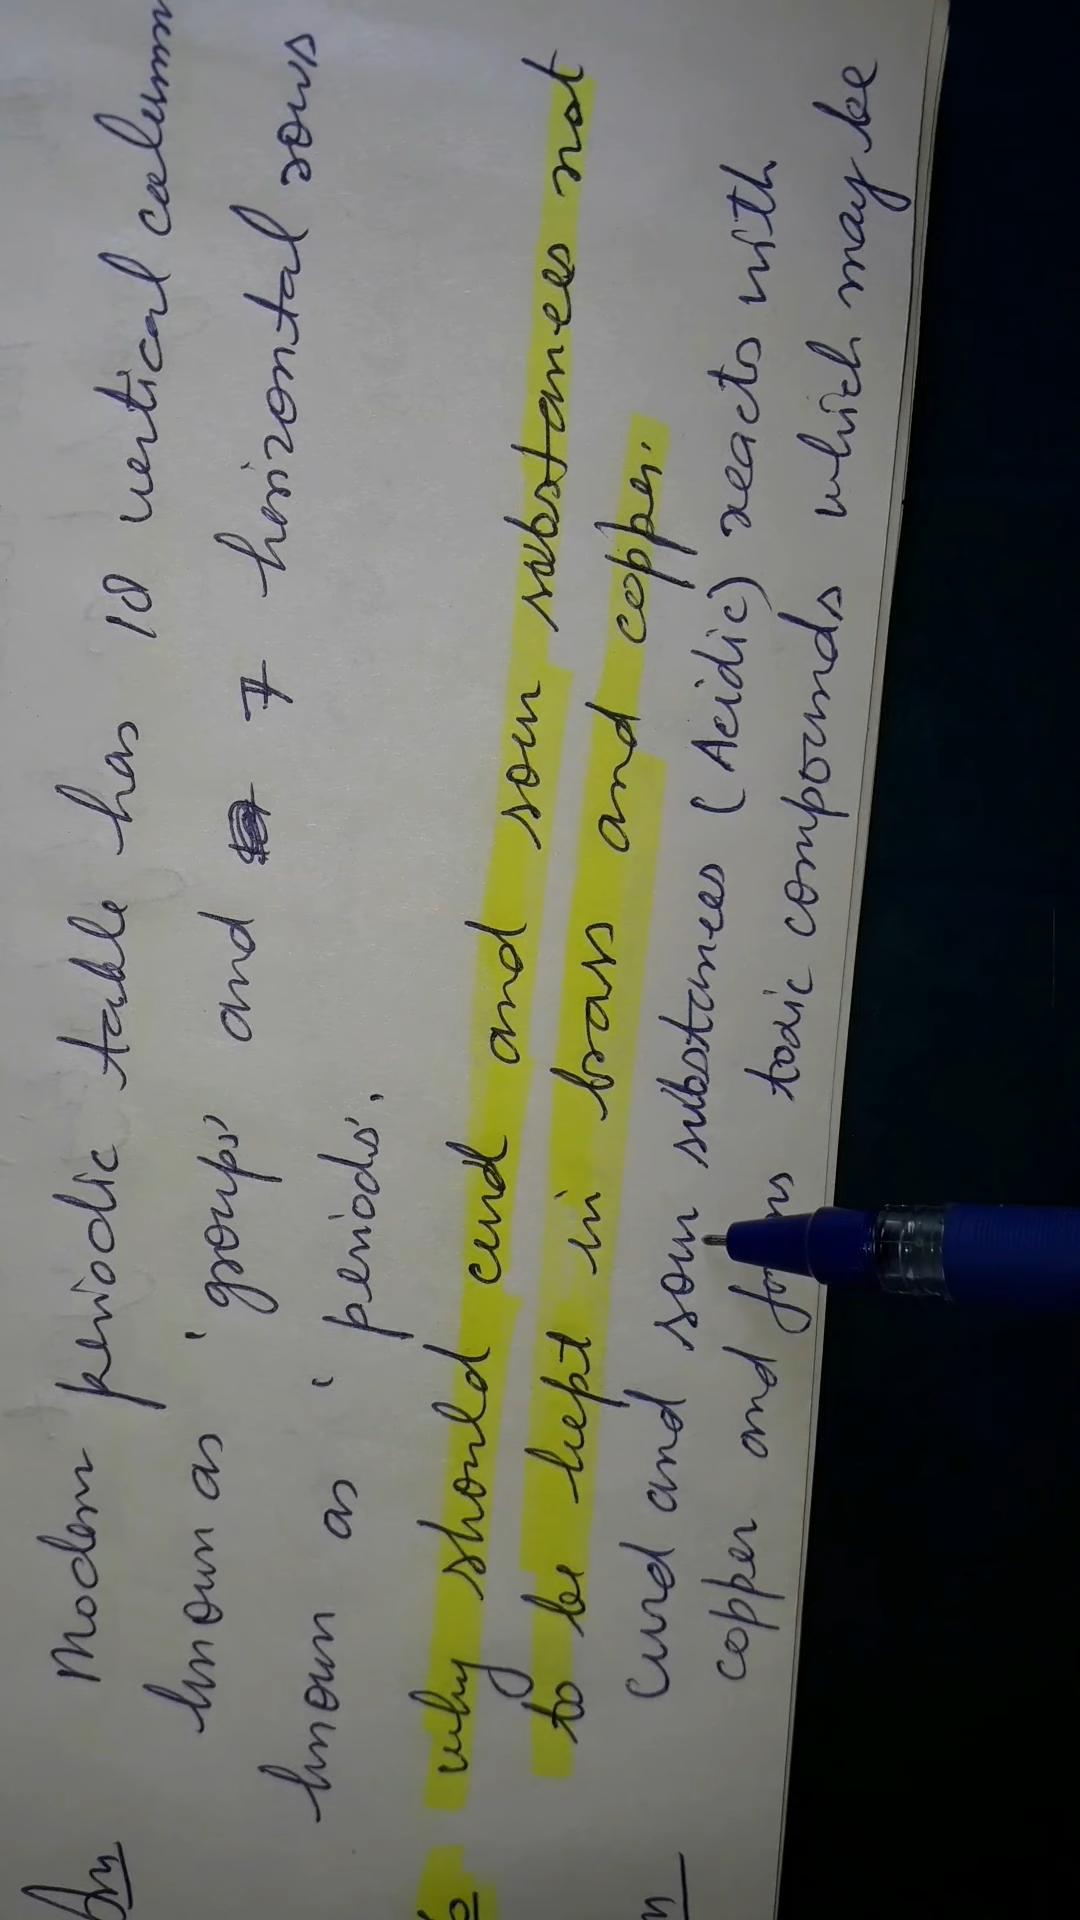 Modern periodic table has 18 vertical column
known as 'groups' and 7 horizontal rows
known as 'periods'.
why should curd and sour substances not
to be kept in brass and copper.
Curd and sour substances (Acidic) reacts with
copper and forms toxic compounds which may be